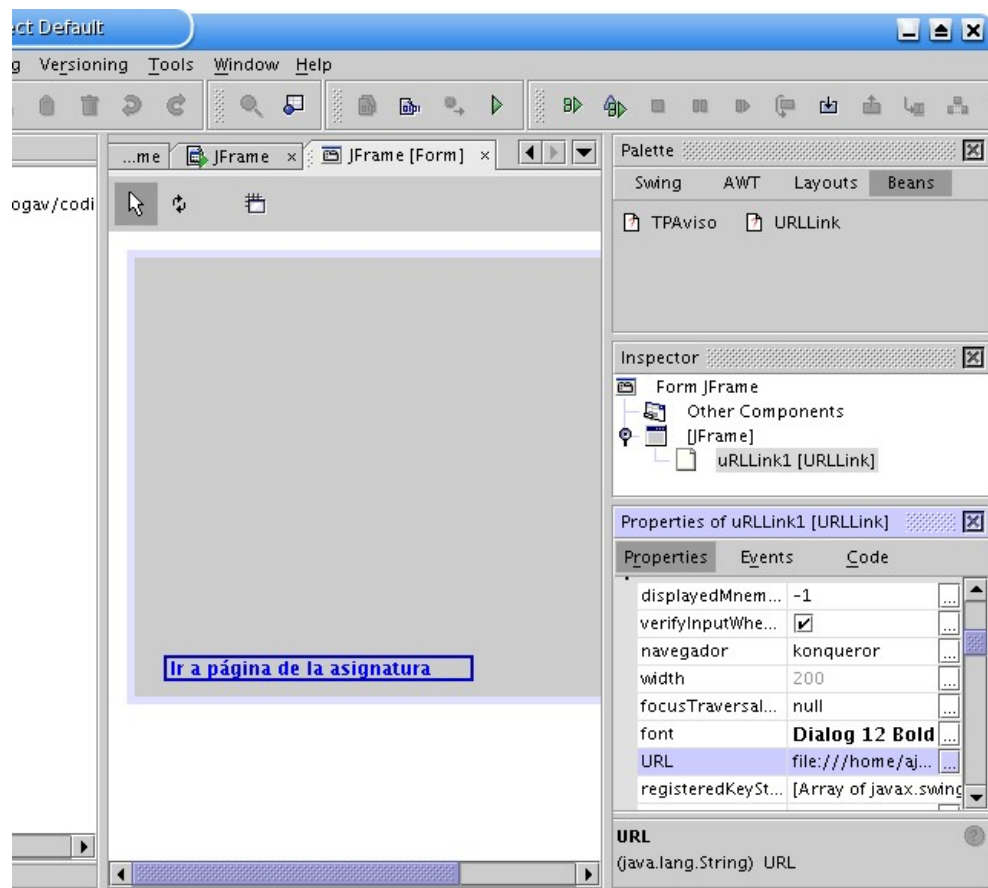 ect Default
g Versioning Tools Window Help
...me JFrame × JFrame [Form] ×
ogav/codi
Ir a página de la asignatura
Palette
Swing AWT Layouts Beans
TPAviso URLLink
Inspector
Form JFrame
Other Components
[JFrame]
uRLLink1 [URLLink]
Properties of uRLLink1 [URLLink]
Properties Events Code
displayedMnem... -1 ...
verifyInputWhe... ...
navegador konqueror ...
width 200 ...
focusTraversal... null ...
font Dialog 12 Bold ...
URL file:///home/aj... ...
registeredKeySt... [Array of javax.swing
URL
(java.lang.String) URL